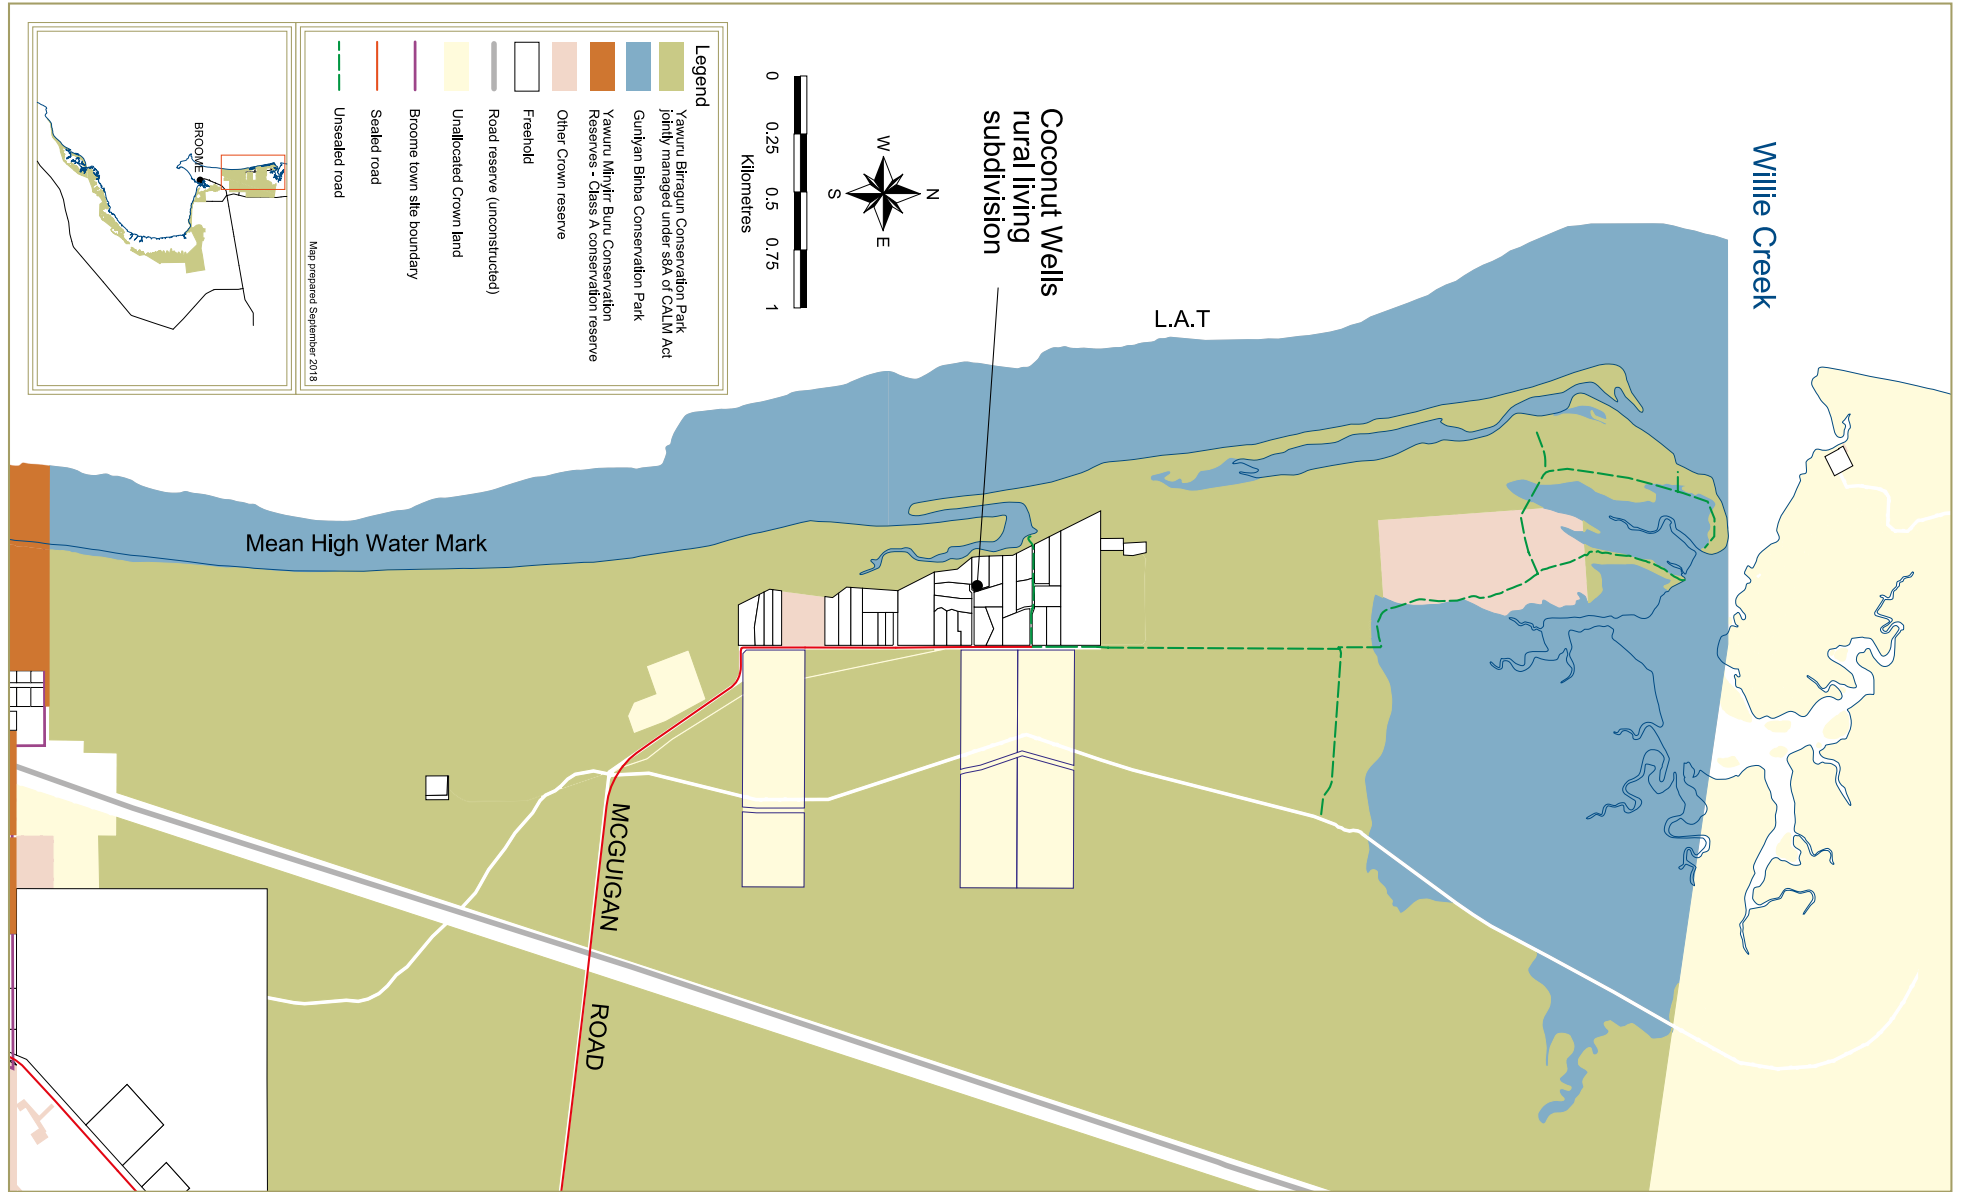 Willie Creek
Coconut Wells
rural living
subdivision
L.A.T
Mean High Water Mark
MCGUIGAN
ROAD
N
E
S
W
0 0.25 0.5 0.75 1
Kilometres
Legend
Yawuru Birragun Conservation Park
jointly managed under s8A of CALM Act
Guniyan Binba Conservation Park
Yawuru Minyirr Buru Conservation
Reserves - Class A conservation reserve
Other Crown reserve
Freehold
Road reserve (unconstructed)
Unallocated Crown land
Broome town site boundary
Sealed road
Unsealed road
Map prepared September 2018
BROOME